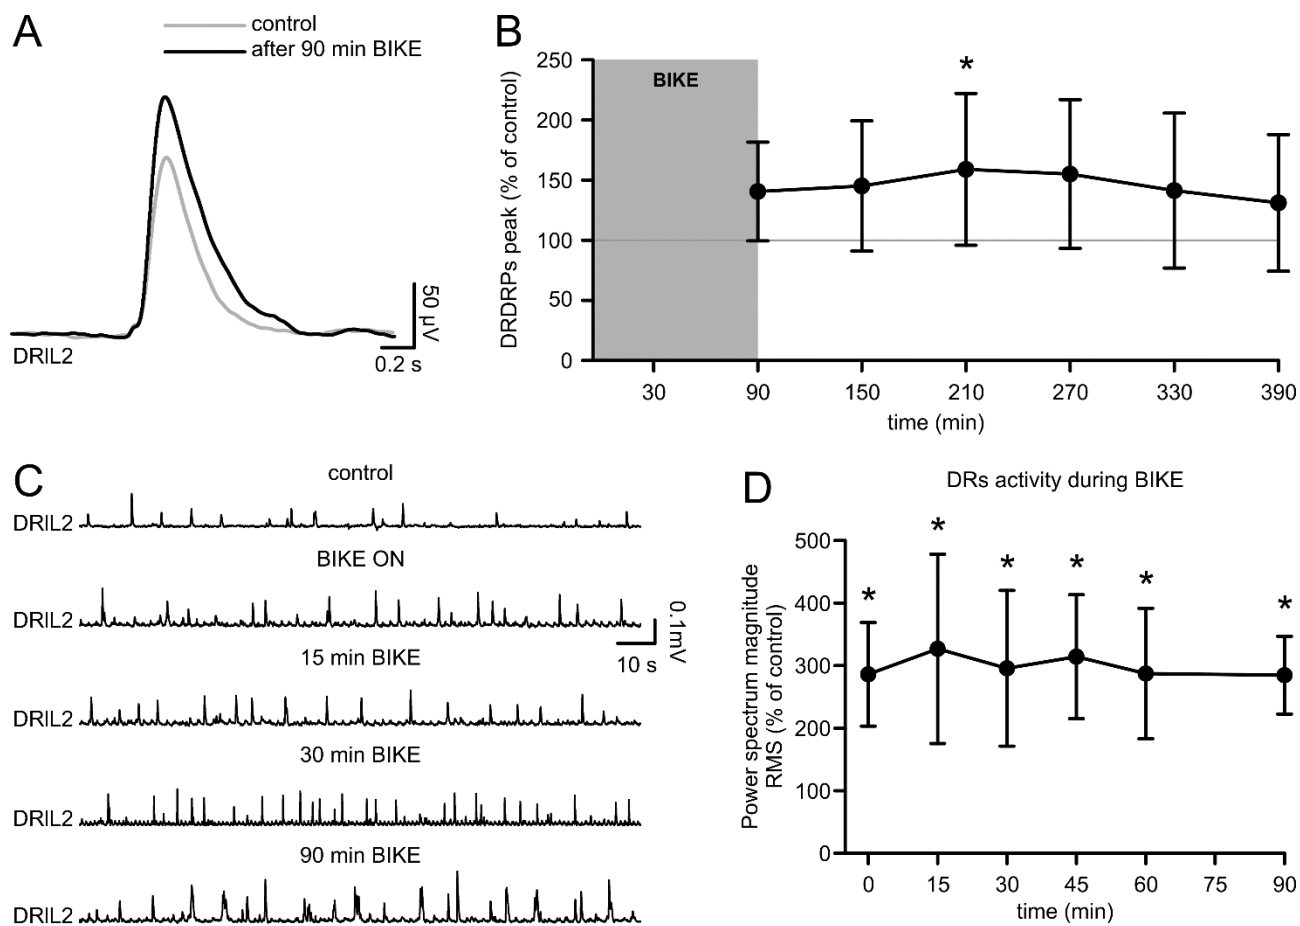 A
control
after 90 min BIKE
50 µV
0.2 s
DRIL2
B
BIKE
*
DRDRPs peak (% of control)
250
200
150
100
50
0
30
90
150
210
270
330
390
time (min)
C
control
DRIL2
BIKE ON
DRIL2
0.1mV
10 s
15 min BIKE
DRIL2
30 min BIKE
DRIL2
90 min BIKE
DRIL2
D
DRs activity during BIKE
Power spectrum magnitude
RMS (% of control)
500
400
300
200
100
0
*
*
*
*
*
*
0
15
30
45
60
75
90
time (min)